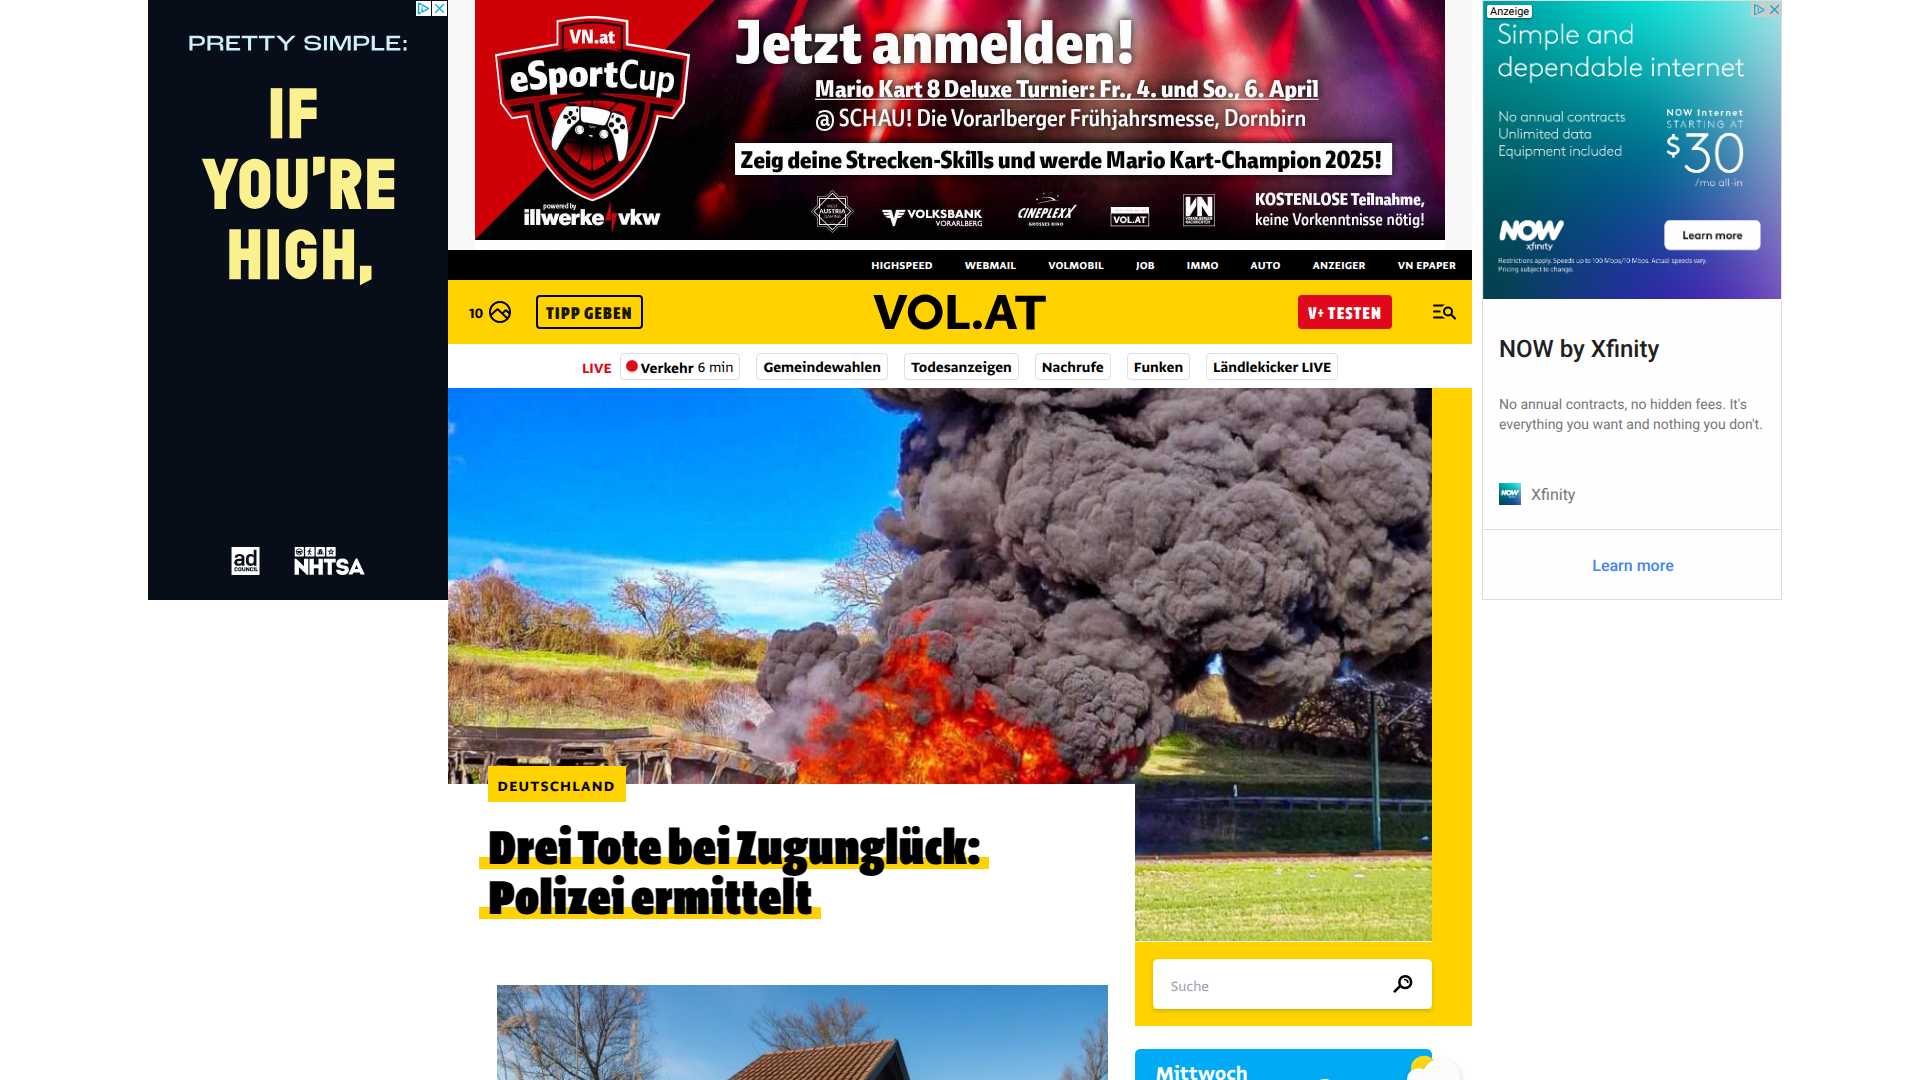 PRETTY SIMPLE:
IF
YOU'RE
HIGH,
ad
COUNCIL
NHTSA
VN.at
eSportCup
powered by
illwerke vkw
Jetzt anmelden!
Mario Kart 8 Deluxe Turnier: Fr., 4. und So., 6. April
@ SCHAU! Die Vorarlberger Frühjahrsmesse, Dornbirn
Zeig deine Strecken-Skills und werde Mario Kart-Champion 2025!
AUSTRIA
VOLKSBANK
VORARLBERG
CINEPLEXX
VOL.AT
VN
KOSTENLOSE Teilnahme,
keine Vorkenntnisse nötig!
Anzeige
Simple and
dependable internet
No annual contracts
Unlimited data
Equipment included
NOW Internet
STARTING AT
$30
/mo all-in
NOW
xfinity
Learn more
Restrictions apply. Speeds up to 100 Mbps/10 Mbps. Actual speeds vary.
Pricing subject to change.
NOW by Xfinity
No annual contracts, no hidden fees. It's
everything you want and nothing you don't.
NOW
Xfinity
Learn more
HIGHSPEED WEBMAIL VOLMOBIL JOB IMMO AUTO ANZEIGER VN EPAPER
10 TIPP GEBEN VOL.AT V+ TESTEN
LIVE Verkehr 6 min Gemeindewahlen Todesanzeigen Nachrufe Funken Ländlekicker LIVE
DEUTSCHLAND
Drei Tote bei Zugunglück:
Polizei ermittelt
Suche
Mittwoch